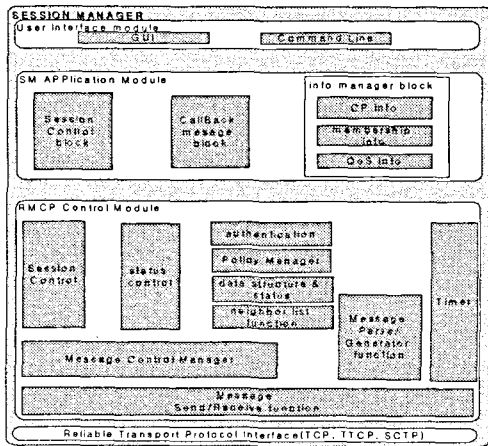 SESSION MANAGER
User Interface module
GUI
Command Line
SM APPlication Module
Session
Control
block
CallBack
message
block
info manager block
CP info
membership
info
QoS info
RMCP Control Module
Session
Control
status
control
authentication
Policy Manager
data structure &
status
neighbor list
function
Message
Parse/
Generator
function
Timer
Message Control Manager
Message
Send/Receive function
Reliable Transport Protocol Interface(TCP, TTCP, SCTP)